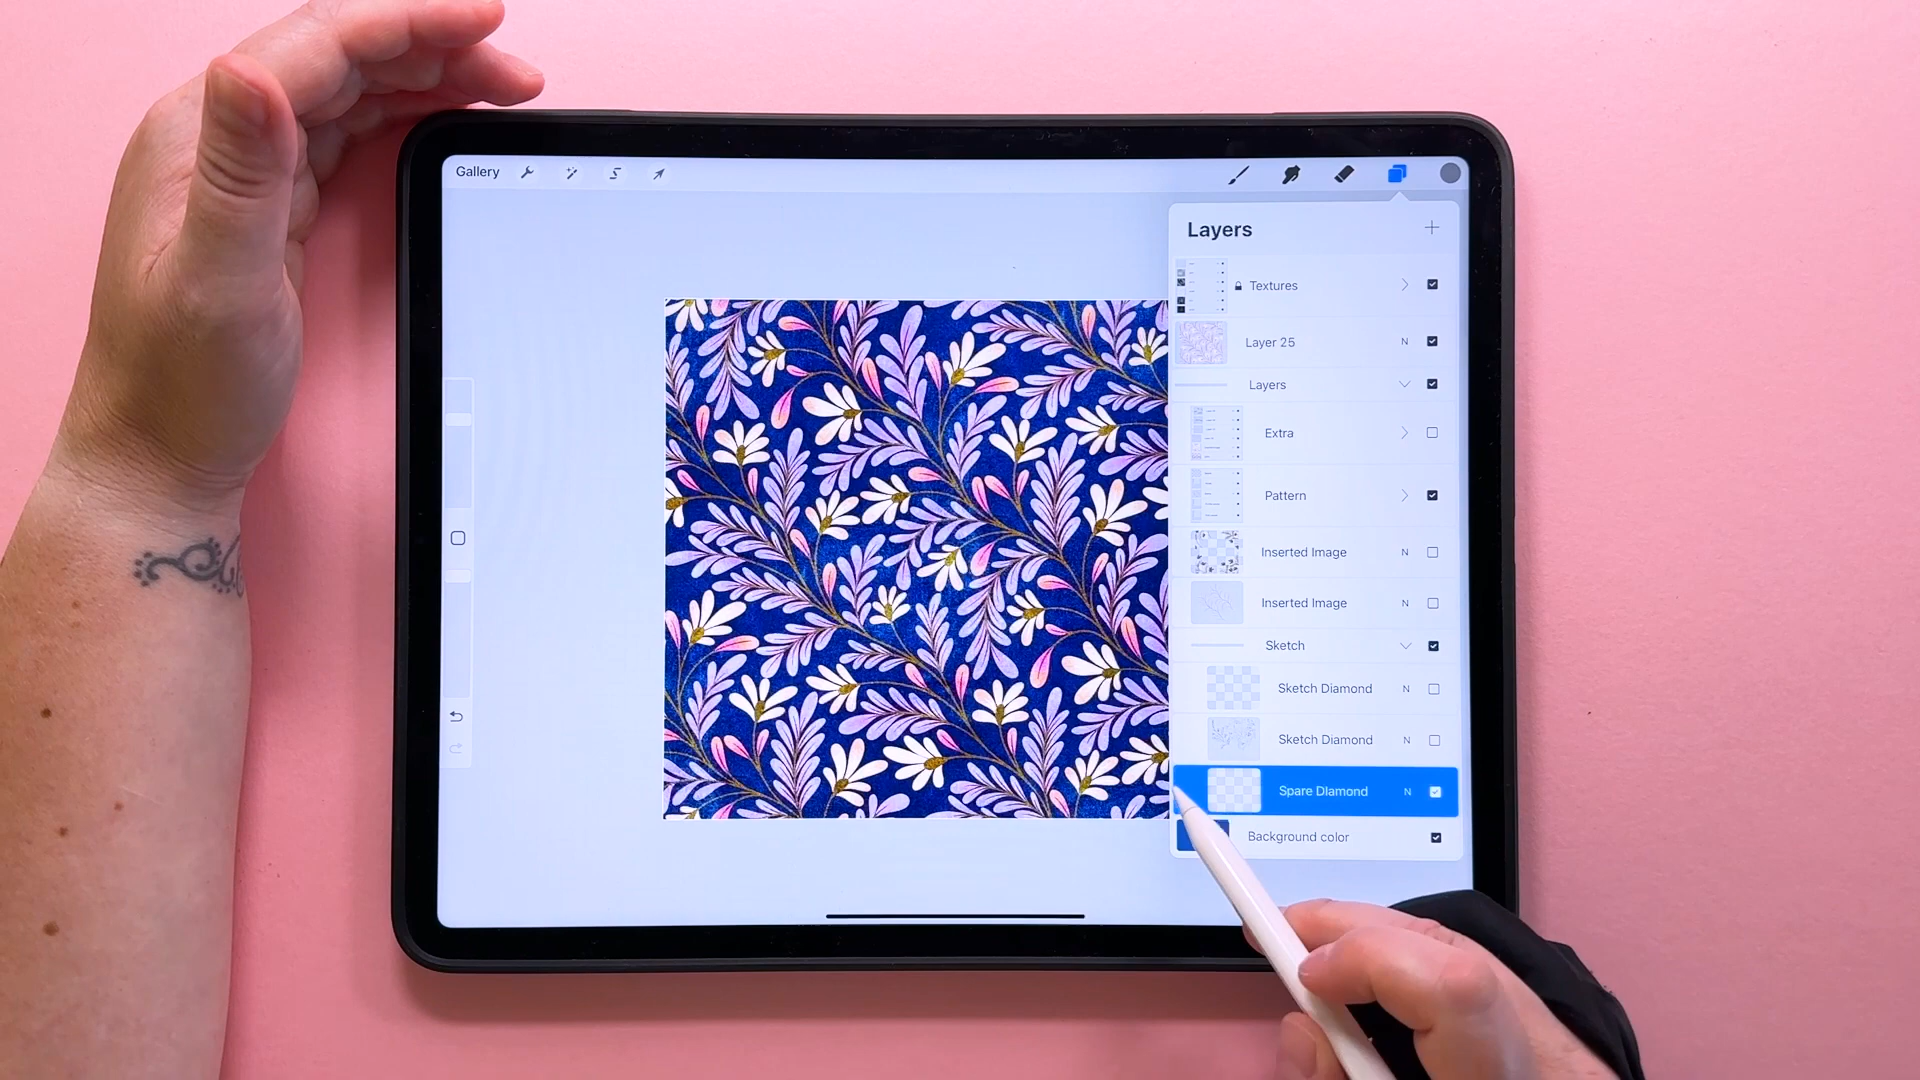 Gallery
Layers
Textures
Layer 25 N
Layers
Extra
Pattern
Inserted Image N
Inserted Image N
Sketch
Sketch Diamond N
Sketch Diamond N
Spare DIamond N
Background color